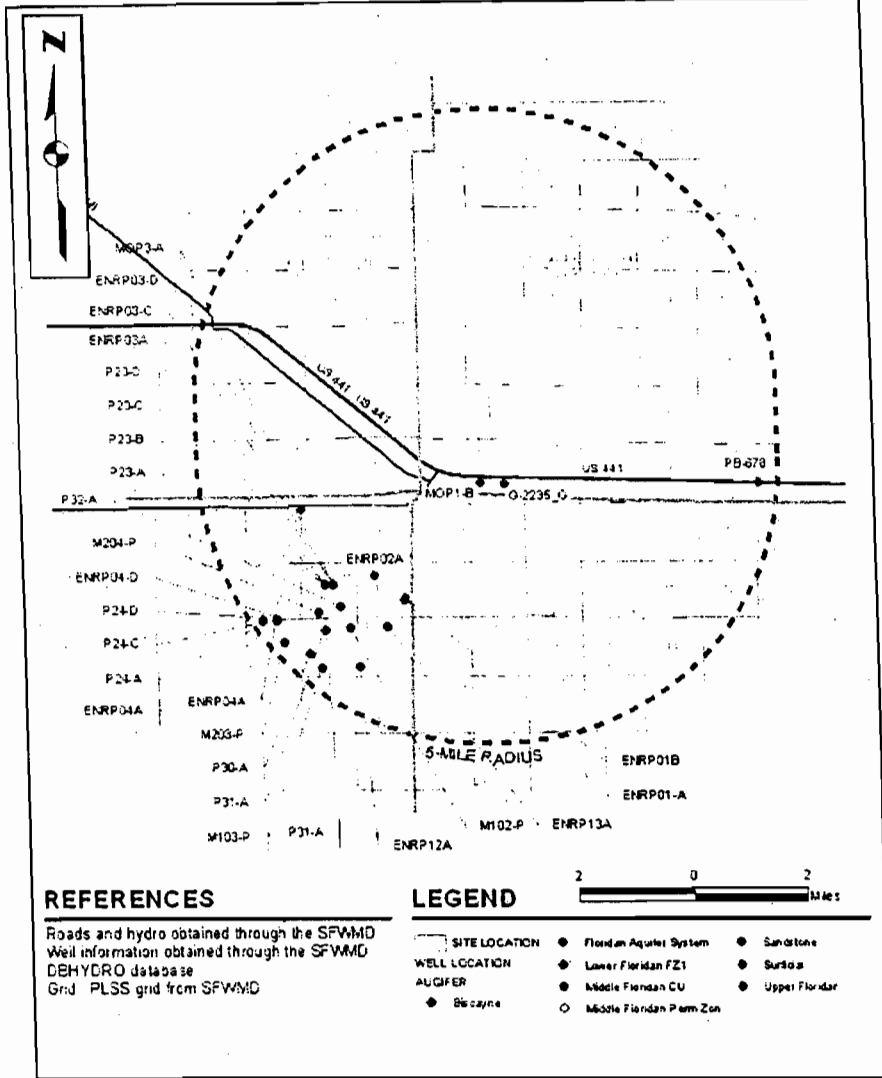 N
MOP3-A
ENRP03-D
ENRP03-C
ENRP03A
P23-D
P23-C
P23-B
P23-A
P32-A
US 441 US 441
US 441
PB-678
MOP1-B
G-2235_G
ENRP02A
M204-P
ENRP04-D
P24-D
P24-C
P24-A
ENRP04A
ENRP04A
M203-P
P30-A
P31-A
M103-P
P31-A
ENRP12A
M102-P
ENRP13A
ENRP01-A
ENRP01B
5-MILE RADIUS
REFERENCES
Roads and hydro obtained through the SFWMD
Well information obtained through the SFWMD
DBHYDRO database
Grid PLSS grid from SFWMD
LEGEND
2 0 2
Miles
SITE LOCATION
WELL LOCATION
AUQIFER
Biscayne
Floridan Aquifer System
Lower Floridan FZ1
Middle Floridan CU
Middle Floridan Perm Zon
Sandstone
Surficial
Upper Floridan